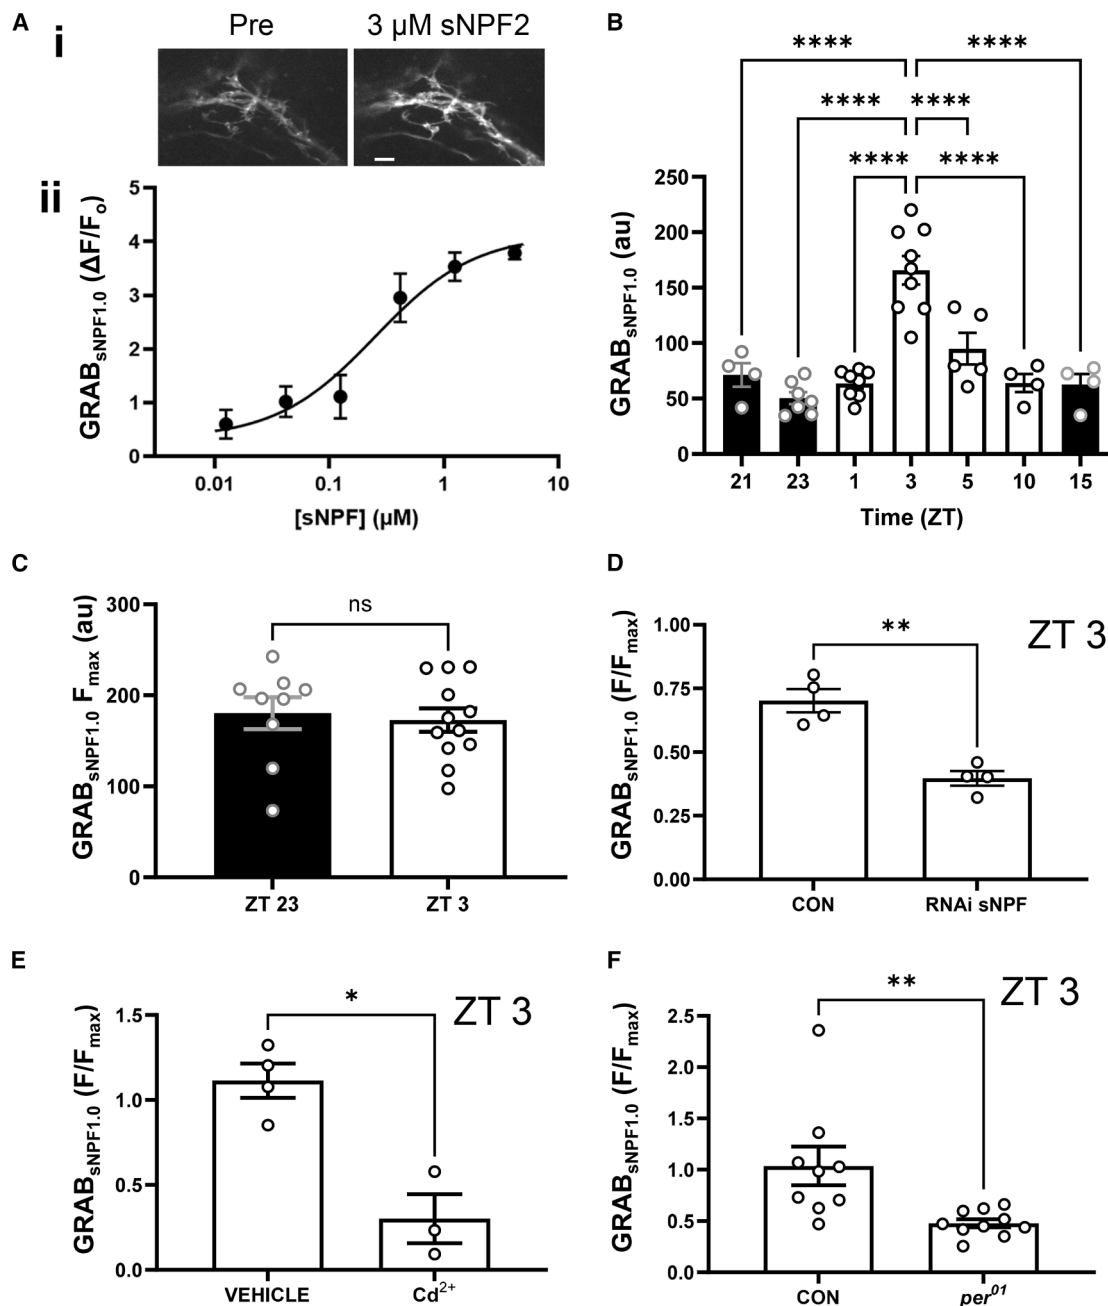 A
i
Pre
3 μM sNPF2
ii
GRABsNPF1.0 (ΔF/Fo)
5
4
3
2
1
0
0.01
0.1
1
10
[sNPF] (μM)
B
****
****
****
****
****
****
GRABsNPF1.0 (au)
250
200
150
100
50
0
21
23
1
3
5
10
15
Time (ZT)
C
ns
GRABsNPF1.0 Fmax (au)
300
200
100
0
ZT 23
ZT 3
D
ZT 3
**
GRABsNPF1.0 (F/Fmax)
1.00
0.75
0.50
0.25
0.00
CON
RNAi sNPF
E
ZT 3
*
GRABsNPF1.0 (F/Fmax)
1.5
1.0
0.5
0.0
VEHICLE
Cd2+
F
ZT 3
**
GRABsNPF1.0 (F/Fmax)
2.5
2.0
1.5
1.0
0.5
0.0
CON
per01